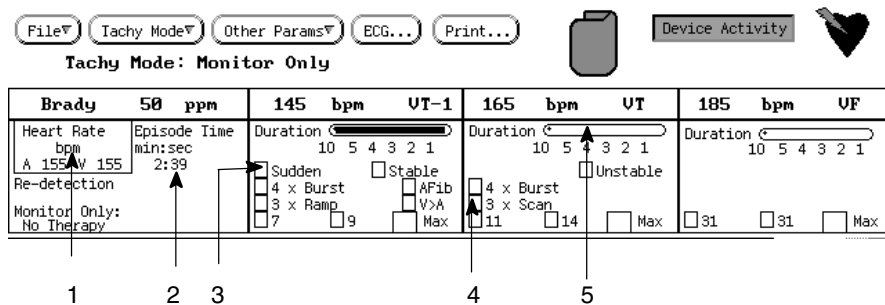 File▽ Tachy Mode▽ Other Params▽ ECG... Print... Device Activity
Tachy Mode: Monitor Only
Brady 50 ppm 145 bpm VT-1 165 bpm VT 185 bpm VF
Heart Rate
bpm
A 155 V 155
Episode Time
min:sec
2:39
Re-detection
Monitor Only:
No Therapy
Duration
10 5 4 3 2 1
Sudden Stable
4 x Burst AFib
3 x Ramp V>A
7 9 Max
Duration
10 5 4 3 2 1
Unstable
4 x Burst
3 x Scan
11 14 Max
Duration
10 5 4 3 2 1
31 31 Max
1 2 3 4 5